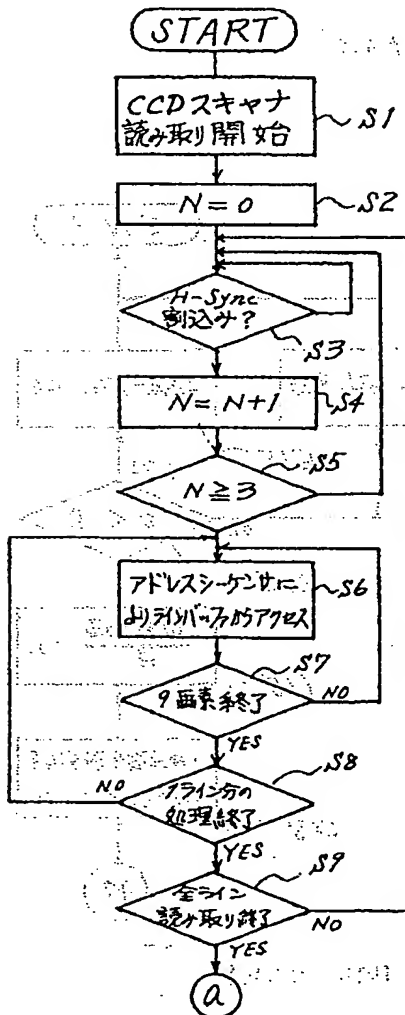 START
CCDスキャナ
読み取り開始
S1
N=0
S2
H-Sync
割込み?
S3
N=N+1
S4
N≧3
S5
アドレスシーケンサに
よりラインバッファからアクセス
S6
9画素終了
S7
NO
YES
1ライン分の
処理終了
S8
NO
YES
全ライン
読み取り終了
S9
NO
YES
a